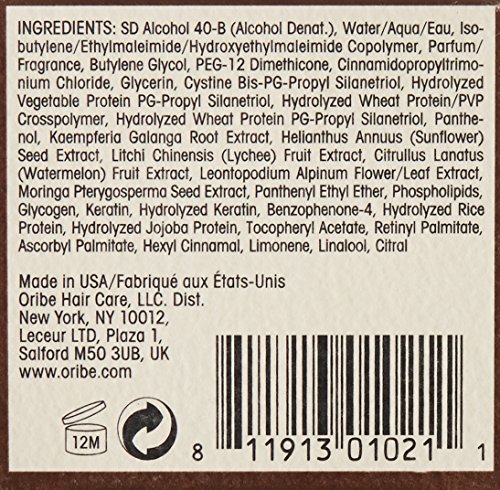 INGREDIENTS: SD Alcohol 40-B (Alcohol Denat.), Water/Aqua/Eau, Iso-
butylene/Ethylmaleimide/Hydroxyethylmaleimide Copolymer, Parfum/
Fragrance, Butylene Glycol, PEG-12 Dimethicone, Cinnamidopropyltrimo-
nium Chloride, Glycerin, Cystine Bis-PG-Propyl Silanetriol, Hydrolyzed
Vegetable Protein PG-Propyl Silanetriol, Hydrolyzed Wheat Protein/PVP
Crosspolymer, Hydrolyzed Wheat Protein PG-Propyl Silanetriol, Panthe-
nol, Kaempferia Galanga Root Extract, Helianthus Annuus (Sunflower)
Seed Extract, Litchi Chinensis (Lychee) Fruit Extract, Citrullus Lanatus
(Watermelon) Fruit Extract, Leontopodium Alpinum Flower/Leaf Extract,
Moringa Pterygosperma Seed Extract, Panthenyl Ethyl Ether, Phospholipids,
Glycogen, Keratin, Hydrolyzed Keratin, Benzophenone-4, Hydrolyzed Rice
Protein, Hydrolyzed Jojoba Protein, Tocopheryl Acetate, Retinyl Palmitate,
Ascorbyl Palmitate, Hexyl Cinnamal, Limonene, Linalool, Citral
Made in USA/Fabriqué aux États-Unis
Oribe Hair Care, LLC. Dist.
New York, NY 10012,
Leceur LTD, Plaza 1,
Salford M50 3UB, UK
www.oribe.com
12M
8 11913 01021 1